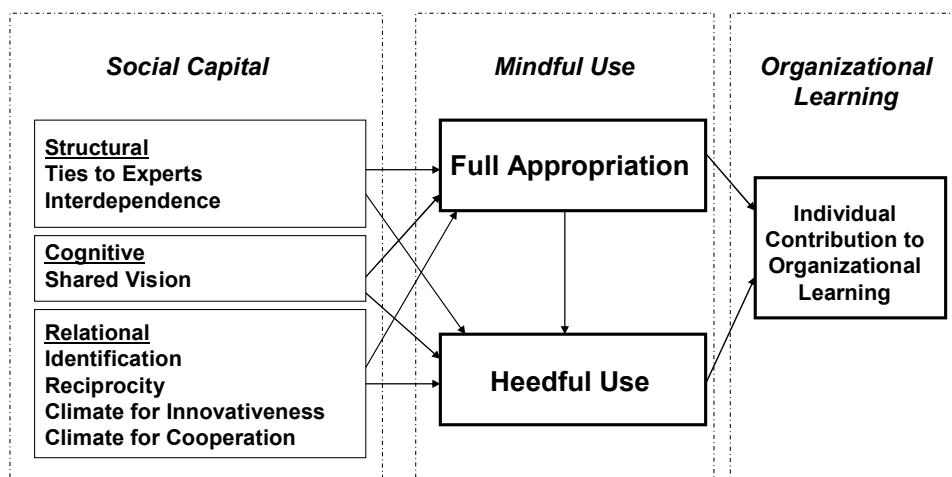 Social Capital
Structural
Ties to Experts
Interdependence
Cognitive
Shared Vision
Relational
Identification
Reciprocity
Climate for Innovativeness
Climate for Cooperation
Mindful Use
Full Appropriation
Heedful Use
Organizational
Learning
Individual
Contribution to
Organizational
Learning